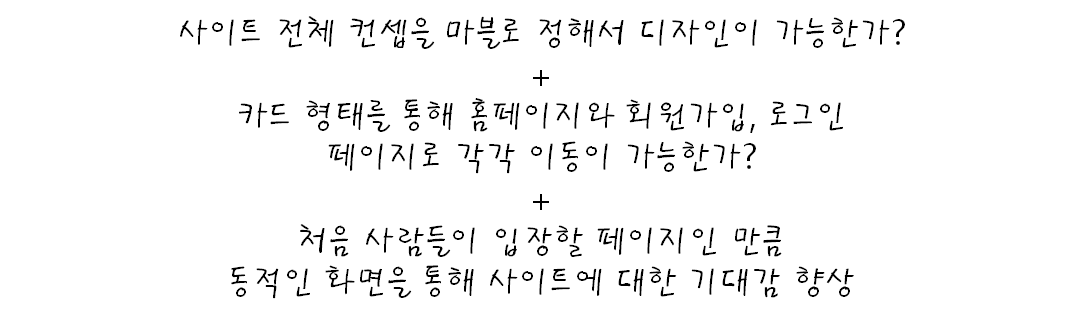 사이트 전체 컨셉을 마블로 정해서 디자인이 가능한가?
+
카드 형태를 통해 홈페이지와 회원가입, 로그인
페이지로 각각 이동이 가능한가?
+
처음 사람들이 입장할 페이지인 만큼
동적인 화면을 통해 사이트에 대한 기대감 향상